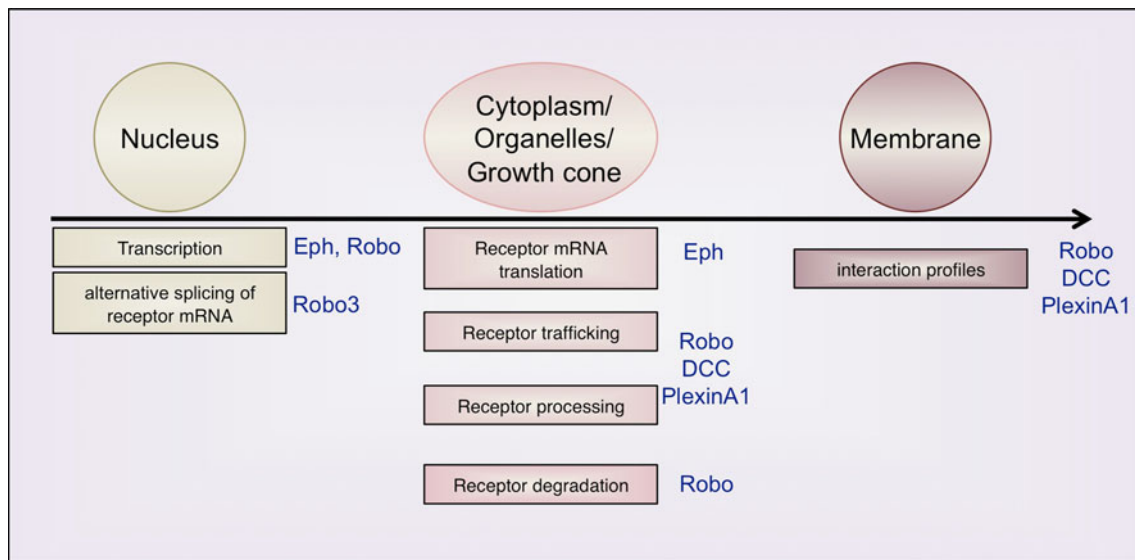 Nucleus
Cytoplasm/
Organelles/
Growth cone
Membrane
Transcription
Eph, Robo
alternative splicing of
receptor mRNA
Robo3
Receptor mRNA
translation
Eph
Receptor trafficking
Receptor processing
Robo
DCC
PlexinA1
Receptor degradation
Robo
interaction profiles
Robo
DCC
PlexinA1